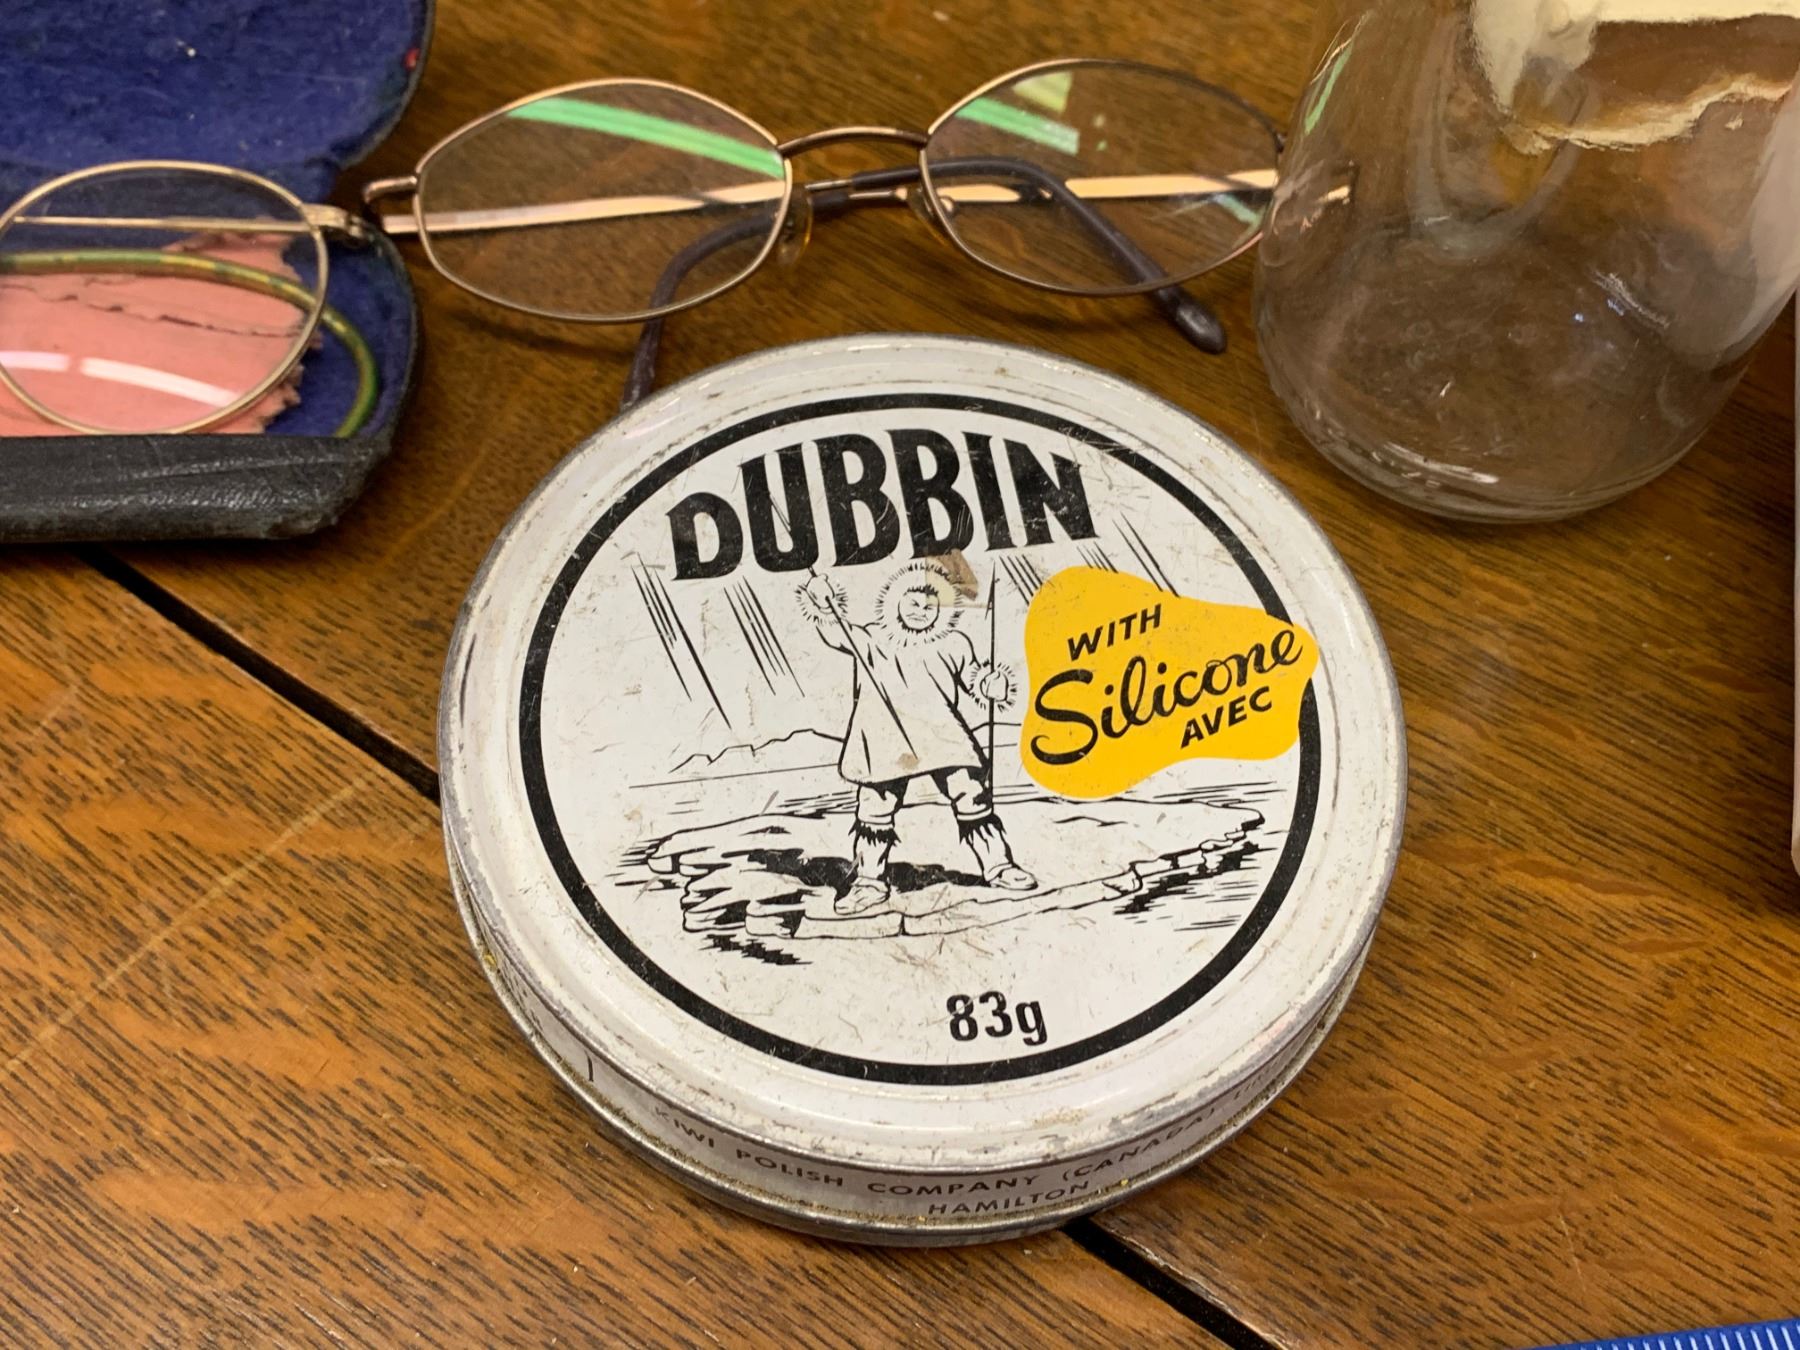 DUBBIN
WITH
Silicone
AVEC
83g
KIWI POLISH COMPANY (CANADA)
HAMILTON